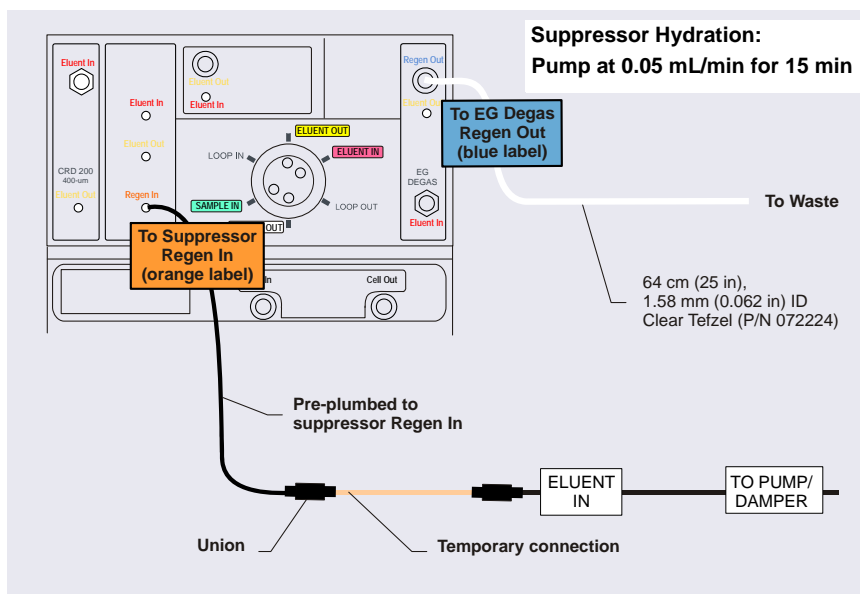 Suppressor Hydration:
Pump at 0.05 mL/min for 15 min
Eluent In
CRD 200
400-um
Eluent Out
Eluent In
Eluent Out
Regen In
Eluent Out
Eluent In
ELUENT OUT
LOOP IN
ELUENT IN
SAMPLE IN
LOOP OUT
OUT
Regen Out
Eluent Out
EG
DEGAS
Eluent In
To EG Degas
Regen Out
(blue label)
To Suppressor
Regen In
(orange label)
In
Cell Out
To Waste
64 cm (25 in),
1.58 mm (0.062 in) ID
Clear Tefzel (P/N 072224)
Pre-plumbed to
suppressor Regen In
ELUENT
IN
TO PUMP/
DAMPER
Union
Temporary connection